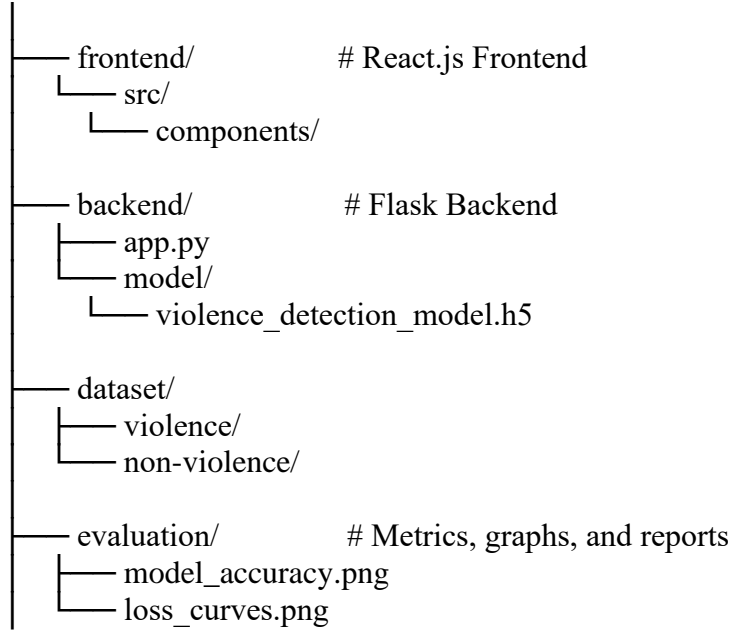 frontend/ # React.js Frontend
src/
components/
backend/ # Flask Backend
app.py
model/
violence_detection_model.h5
dataset/
violence/
non-violence/
evaluation/ # Metrics, graphs, and reports
model_accuracy.png
loss_curves.png